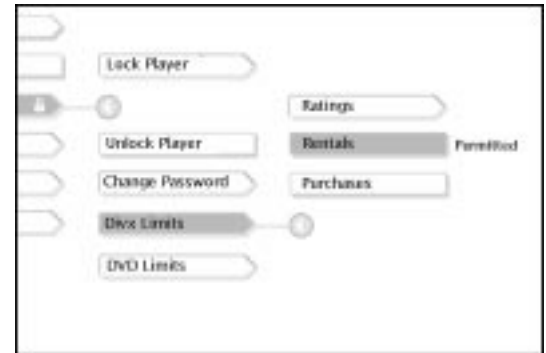 Lock Player
Ratings
Unlock Player
Rentals
Permitted
Change Password
Purchases
Divx Limits
DVD Limits